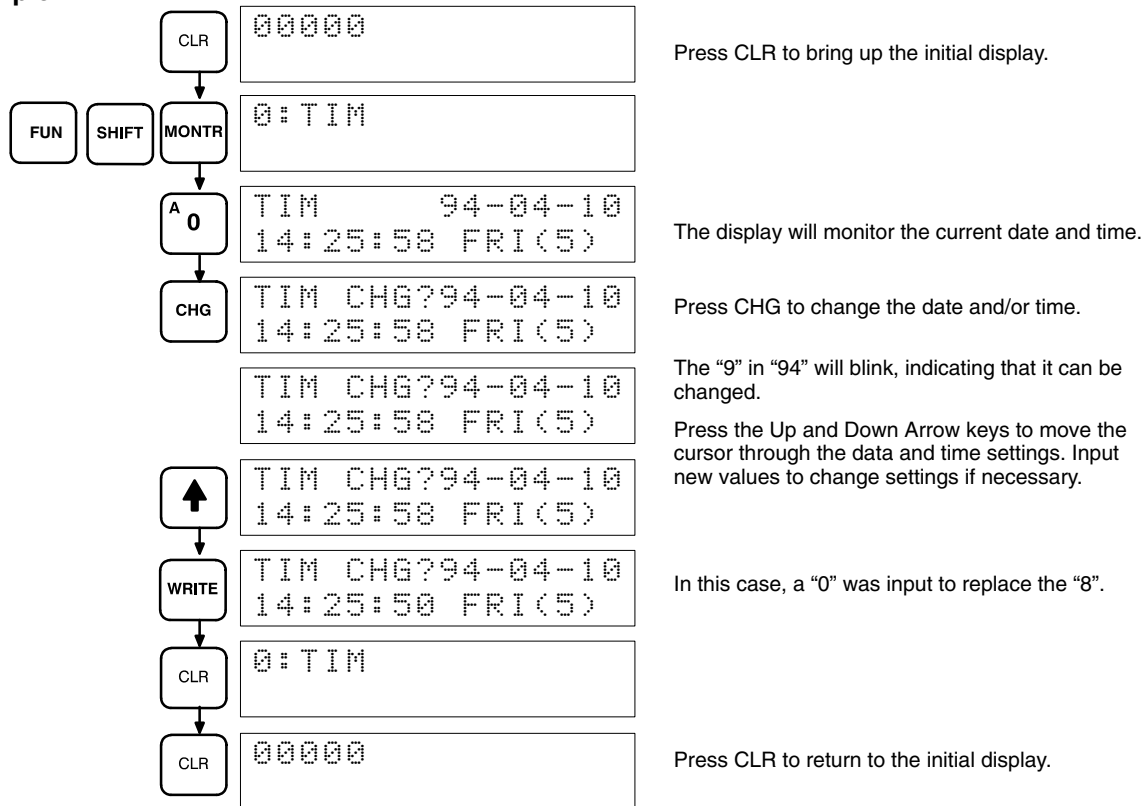 CLR
00000
Press CLR to bring up the initial display.
FUN SHIFT MONTR
0:TIM
A 0
TIM 94-04-10
14:25:58 FRI(5)
The display will monitor the current date and time.
CHG
TIM CHG?94-04-10
14:25:58 FRI(5)
Press CHG to change the date and/or time.
TIM CHG?94-04-10
14:25:58 FRI(5)
The “9” in “94” will blink, indicating that it can be
changed.
Press the Up and Down Arrow keys to move the
cursor through the data and time settings. Input
new values to change settings if necessary.
TIM CHG?94-04-10
14:25:58 FRI(5)
WRITE
TIM CHG?94-04-10
14:25:50 FRI(5)
In this case, a “0” was input to replace the “8”.
CLR
0:TIM
CLR
00000
Press CLR to return to the initial display.